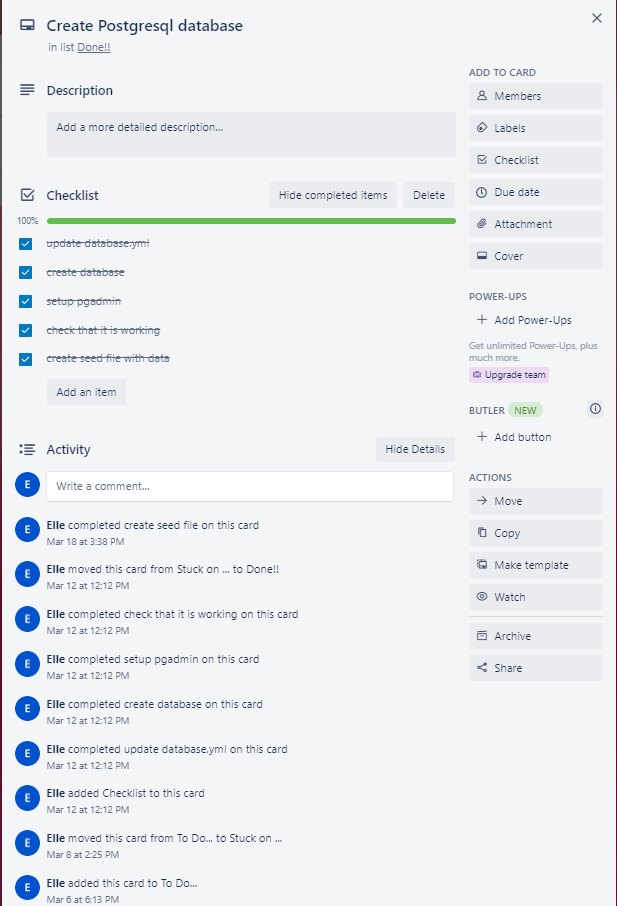 Create Postgresql database
in list Done!!
Description
Add a more detailed description...
Checklist
Hide completed items
Delete
100%
update database.yml
create database
setup pgadmin
check that it is working
create seed file with data
Add an item
Activity
Hide Details
E
Write a comment...
E
Elle completed create seed file on this card
Mar 18 at 3:38 PM
E
Elle moved this card from Stuck on ... to Done!!
Mar 12 at 12:12 PM
E
Elle completed check that it is working on this card
Mar 12 at 12:12 PM
E
Elle completed setup pgadmin on this card
Mar 12 at 12:12 PM
E
Elle completed create database on this card
Mar 12 at 12:12 PM
E
Elle completed update database.yml on this card
Mar 12 at 12:12 PM
E
Elle added Checklist to this card
Mar 12 at 12:12 PM
E
Elle moved this card from To Do... to Stuck on ...
Mar 8 at 2:25 PM
E
Elle added this card to To Do...
Mar 6 at 6:13 PM
ADD TO CARD
Members
Labels
Checklist
Due date
Attachment
Cover
POWER-UPS
+ Add Power-Ups
Get unlimited Power-Ups, plus
much more.
Upgrade team
BUTLER NEW
+ Add button
ACTIONS
Move
Copy
Make template
Watch
Archive
Share